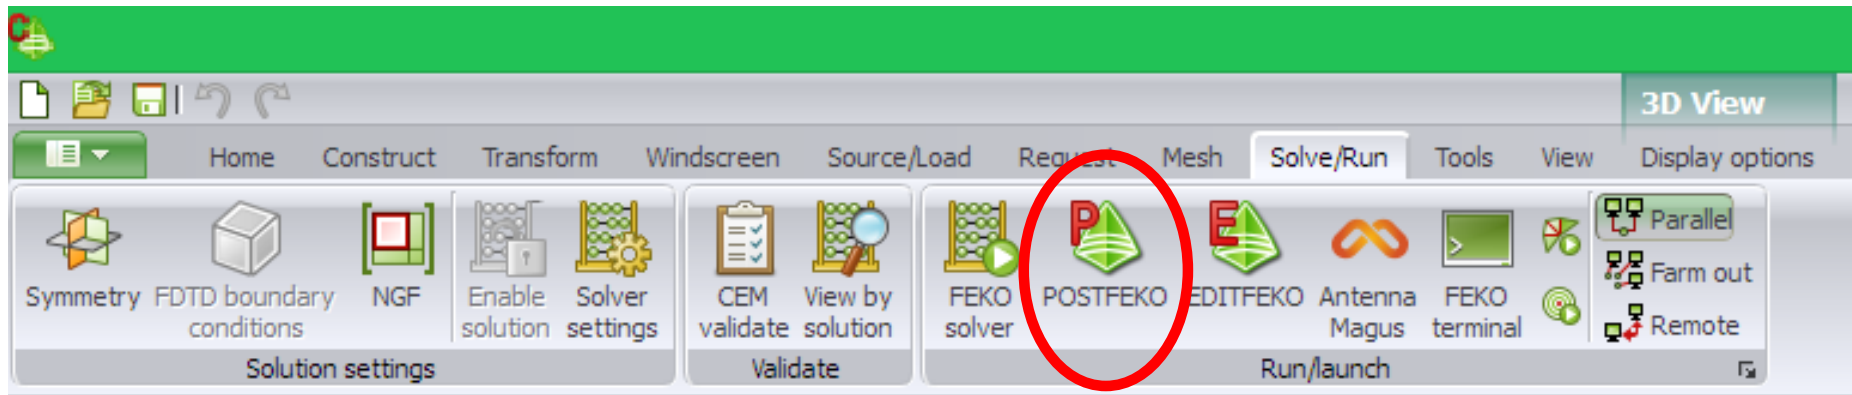 3D View
Home Construct Transform Windscreen Source/Load Request Mesh Solve/Run Tools View Display options
Symmetry
FDTD boundary
conditions
NGF
Enable
solution
Solver
settings
Solution settings
CEM
validate
View by
solution
Validate
FEKO
solver
P
POSTFEKO
E
EDITFEKO
Antenna
Magus
FEKO
terminal
Parallel
Farm out
Remote
Run/launch